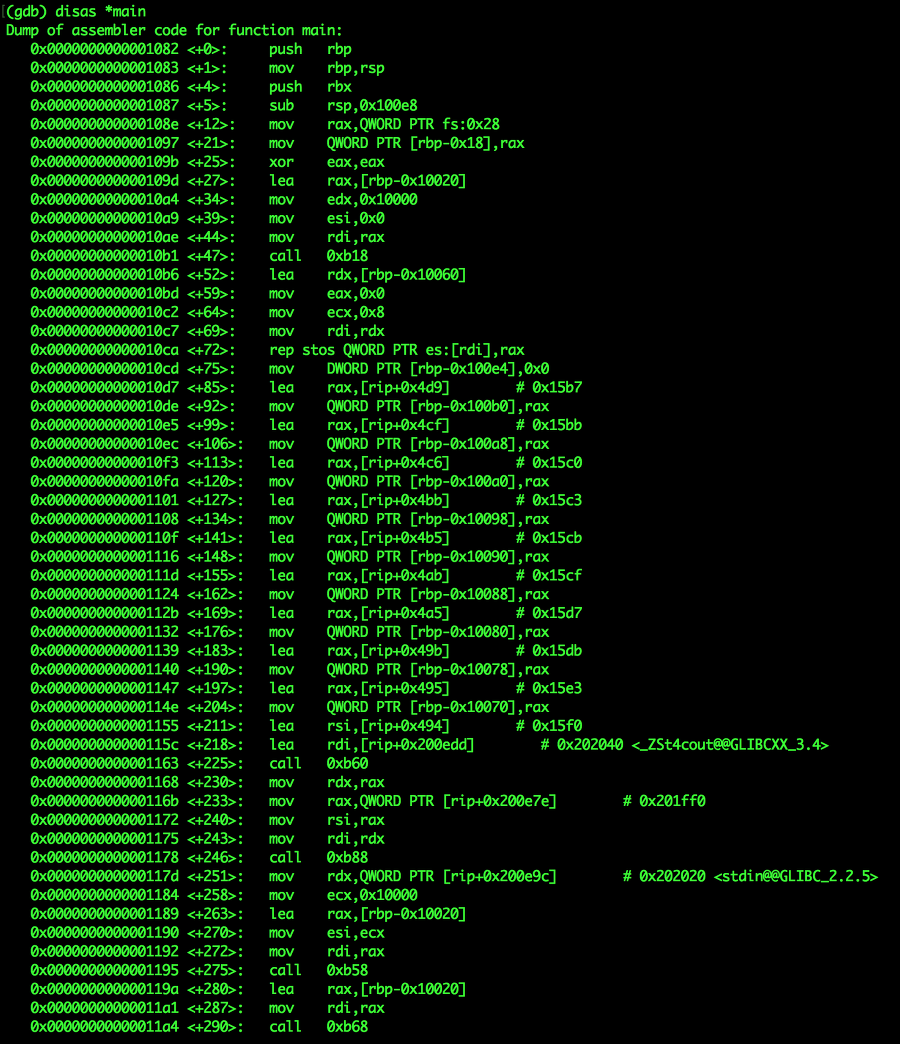 (gdb) disas *main
Dump of assembler code for function main:
   0x0000000000001082 <+0>:	push   rbp
   0x0000000000001083 <+1>:	mov    rbp,rsp
   0x0000000000001086 <+4>:	push   rbx
   0x0000000000001087 <+5>:	sub    rsp,0x100e8
   0x000000000000108e <+12>:	mov    rax,QWORD PTR fs:0x28
   0x0000000000001097 <+21>:	mov    QWORD PTR [rbp-0x18],rax
   0x000000000000109b <+25>:	xor    eax,eax
   0x000000000000109d <+27>:	lea    rax,[rbp-0x10020]
   0x00000000000010a4 <+34>:	mov    edx,0x10000
   0x00000000000010a9 <+39>:	mov    esi,0x0
   0x00000000000010ae <+44>:	mov    rdi,rax
   0x00000000000010b1 <+47>:	call   0xb18
   0x00000000000010b6 <+52>:	lea    rdx,[rbp-0x10060]
   0x00000000000010bd <+59>:	mov    eax,0x0
   0x00000000000010c2 <+64>:	mov    ecx,0x8
   0x00000000000010c7 <+69>:	mov    rdi,rdx
   0x00000000000010ca <+72>:	rep stos QWORD PTR es:[rdi],rax
   0x00000000000010cd <+75>:	mov    DWORD PTR [rbp-0x100e4],0x0
   0x00000000000010d7 <+85>:	lea    rax,[rip+0x4d9]        # 0x15b7
   0x00000000000010de <+92>:	mov    QWORD PTR [rbp-0x100b0],rax
   0x00000000000010e5 <+99>:	lea    rax,[rip+0x4cf]        # 0x15bb
   0x00000000000010ec <+106>:	mov    QWORD PTR [rbp-0x100a8],rax
   0x00000000000010f3 <+113>:	lea    rax,[rip+0x4c6]        # 0x15c0
   0x00000000000010fa <+120>:	mov    QWORD PTR [rbp-0x100a0],rax
   0x0000000000001101 <+127>:	lea    rax,[rip+0x4bb]        # 0x15c3
   0x0000000000001108 <+134>:	mov    QWORD PTR [rbp-0x10098],rax
   0x000000000000110f <+141>:	lea    rax,[rip+0x4b5]        # 0x15cb
   0x0000000000001116 <+148>:	mov    QWORD PTR [rbp-0x10090],rax
   0x000000000000111d <+155>:	lea    rax,[rip+0x4ab]        # 0x15cf
   0x0000000000001124 <+162>:	mov    QWORD PTR [rbp-0x10088],rax
   0x000000000000112b <+169>:	lea    rax,[rip+0x4a5]        # 0x15d7
   0x0000000000001132 <+176>:	mov    QWORD PTR [rbp-0x10080],rax
   0x0000000000001139 <+183>:	lea    rax,[rip+0x49b]        # 0x15db
   0x0000000000001140 <+190>:	mov    QWORD PTR [rbp-0x10078],rax
   0x0000000000001147 <+197>:	lea    rax,[rip+0x495]        # 0x15e3
   0x000000000000114e <+204>:	mov    QWORD PTR [rbp-0x10070],rax
   0x0000000000001155 <+211>:	lea    rsi,[rip+0x494]        # 0x15f0
   0x000000000000115c <+218>:	lea    rdi,[rip+0x200edd]        # 0x202040 <_ZSt4cout@@GLIBCXX_3.4>
   0x0000000000001163 <+225>:	call   0xb60
   0x0000000000001168 <+230>:	mov    rdx,rax
   0x000000000000116b <+233>:	mov    rax,QWORD PTR [rip+0x200e7e]        # 0x201ff0
   0x0000000000001172 <+240>:	mov    rsi,rax
   0x0000000000001175 <+243>:	mov    rdi,rdx
   0x0000000000001178 <+246>:	call   0xb88
   0x000000000000117d <+251>:	mov    rdx,QWORD PTR [rip+0x200e9c]        # 0x202020 <stdin@@GLIBC_2.2.5>
   0x0000000000001184 <+258>:	mov    ecx,0x10000
   0x0000000000001189 <+263>:	lea    rax,[rbp-0x10020]
   0x0000000000001190 <+270>:	mov    esi,ecx
   0x0000000000001192 <+272>:	mov    rdi,rax
   0x0000000000001195 <+275>:	call   0xb58
   0x000000000000119a <+280>:	lea    rax,[rbp-0x10020]
   0x00000000000011a1 <+287>:	mov    rdi,rax
   0x00000000000011a4 <+290>:	call   0xb68